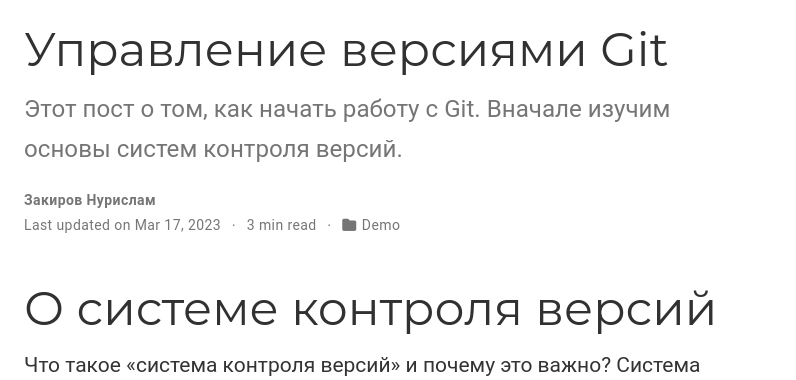 Управление версиями Git
Этот пост о том, как начать работу с Git. Вначале изучим
основы систем контроля версий.
Закиров Нурислам
Last updated on Mar 17, 2023 · 3 min read · Demo
О системе контроля версий
Что такое «система контроля версий» и почему это важно? Система